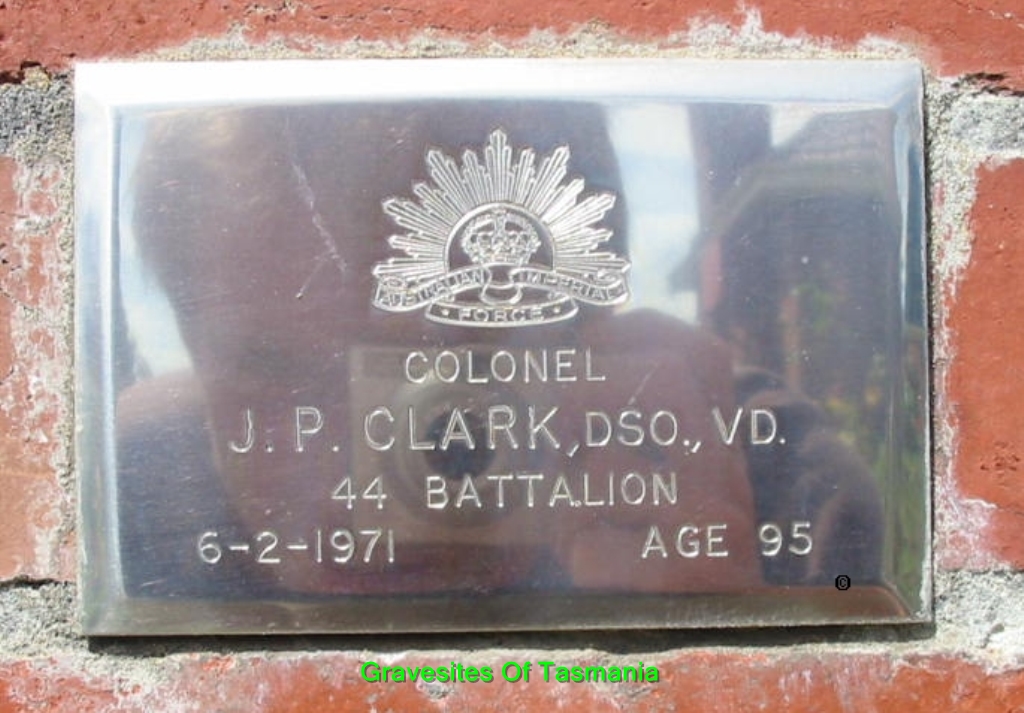 AUSTRALIAN IMPERIAL
FORCE
COLONEL
J. P. CLARK, DSO., VD.
44 BATTALION
6-2-1971 AGE 95
©
Gravesites Of Tasmania